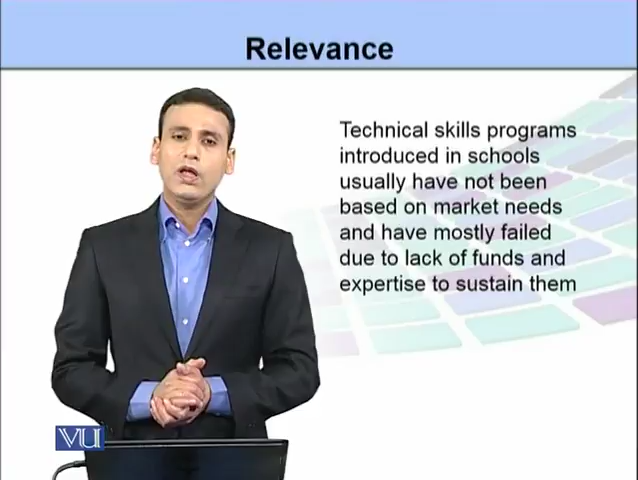 Relevance
Technical skills programs
introduced in schools
usually have not been
based on market needs
and have mostly failed
due to lack of funds and
expertise to sustain them
VU